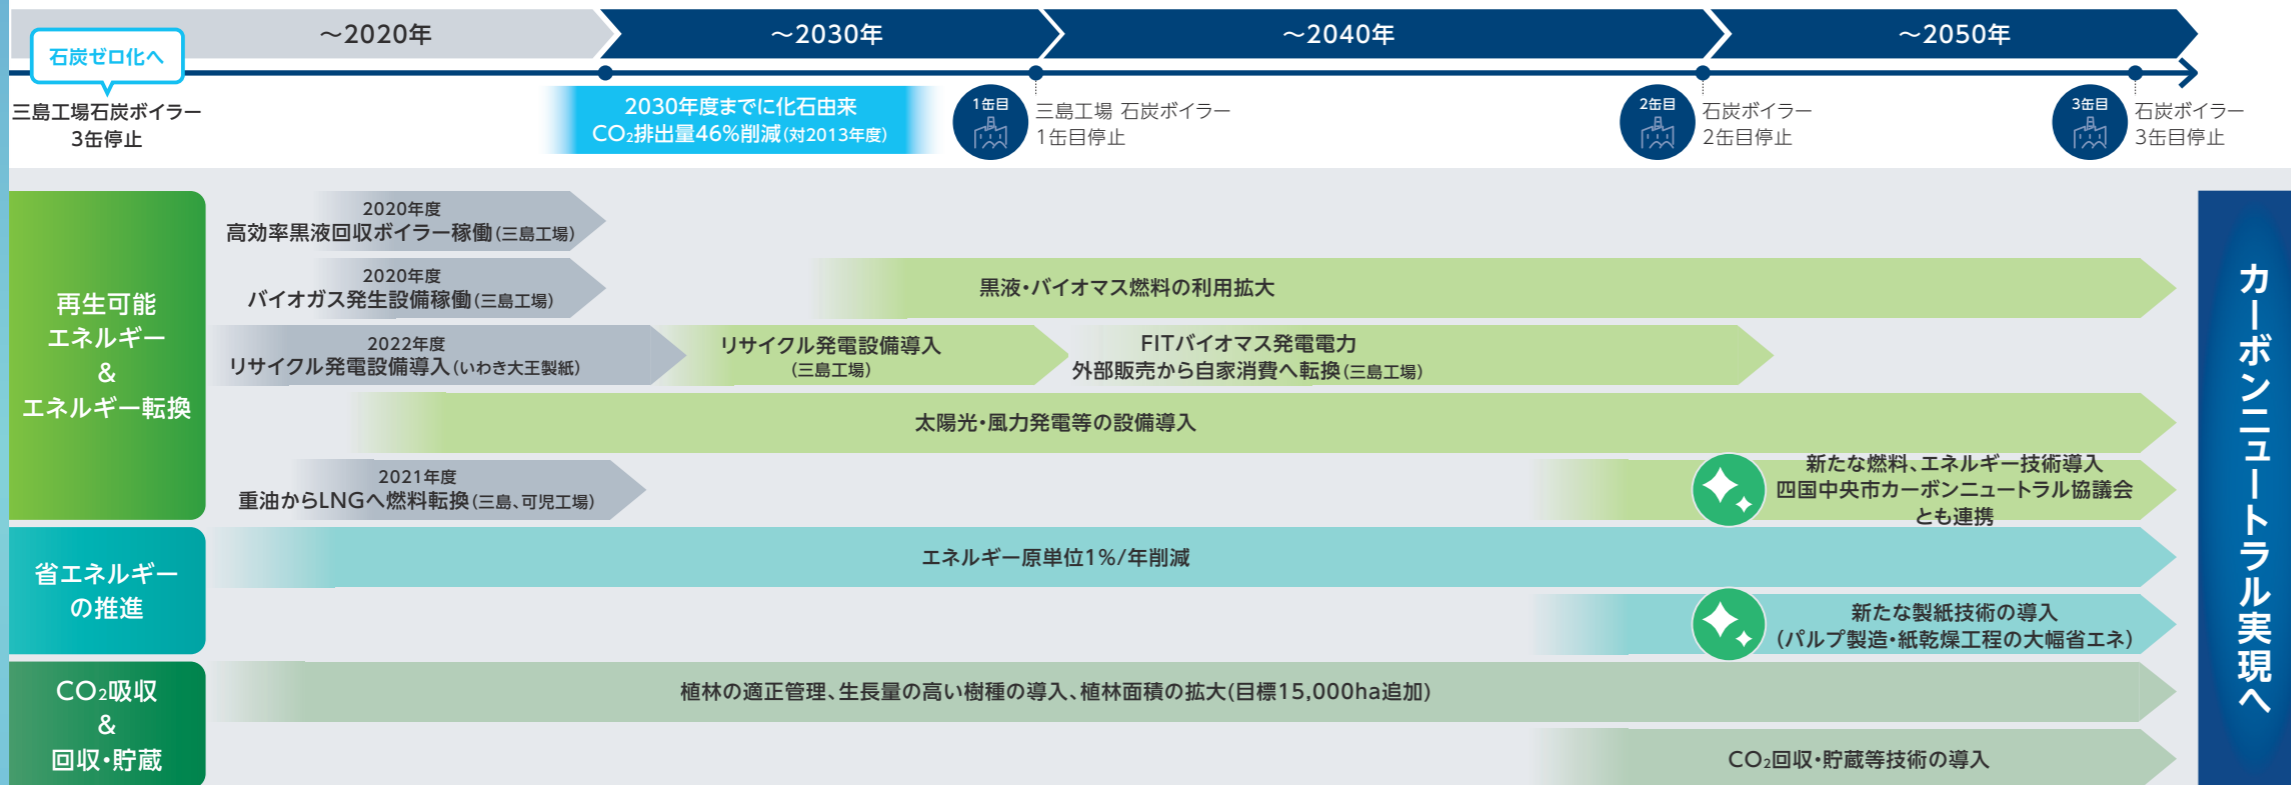 ～2020年
～2030年
～2040年
～2050年
石炭ゼロ化へ
三島工場石炭ボイラー
3缶停止
2030年度までに化石由来
CO₂排出量46%削減(対2013年度)
1缶目
三島工場 石炭ボイラー
1缶目停止
2缶目
石炭ボイラー
2缶目停止
3缶目
石炭ボイラー
3缶目停止
再生可能
エネルギー
&
エネルギー転換
2020年度
高効率黒液回収ボイラー稼働(三島工場)
2020年度
バイオガス発生設備稼働(三島工場)
黒液・バイオマス燃料の利用拡大
2022年度
リサイクル発電設備導入(いわき大王製紙)
リサイクル発電設備導入
(三島工場)
FITバイオマス発電電力
外部販売から自家消費へ転換(三島工場)
太陽光・風力発電等の設備導入
2021年度
重油からLNGへ燃料転換(三島、可児工場)
新たな燃料、エネルギー技術導入
四国中央市カーボンニュートラル協議会
とも連携
省エネルギー
の推進
エネルギー原単位1%/年削減
新たな製紙技術の導入
(パルプ製造・紙乾燥工程の大幅省エネ)
CO₂吸収
&
回収・貯蔵
植林の適正管理、生長量の高い樹種の導入、植林面積の拡大(目標15,000ha追加)
CO₂回収・貯蔵等技術の導入
カーボンニュートラル実現へ